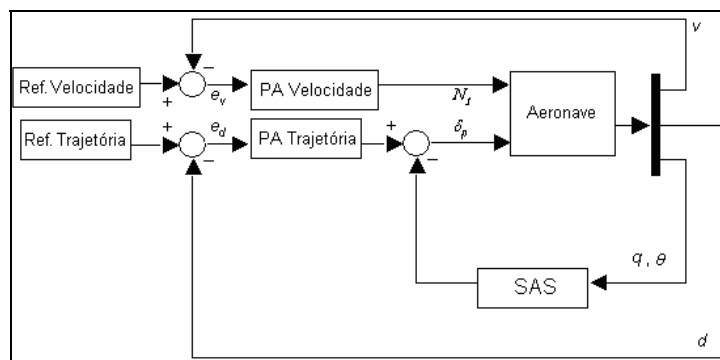 v
Ref. Velocidade
−
+
e_v
PA Velocidade
N_1
Aeronave
Ref. Trajetória
+
−
e_d
PA Trajetória
+
−
δ_p
q , θ
SAS
d